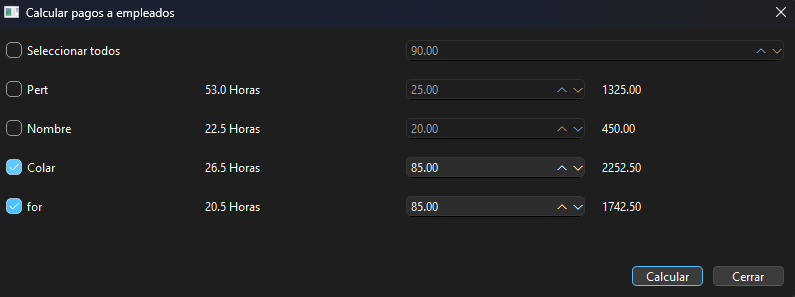 Calcular pagos a empleados
Seleccionar todos 90.00
Pert 53.0 Horas 25.00 1325.00
Nombre 22.5 Horas 20.00 450.00
Colar 26.5 Horas 85.00 2252.50
for 20.5 Horas 85.00 1742.50
Calcular Cerrar